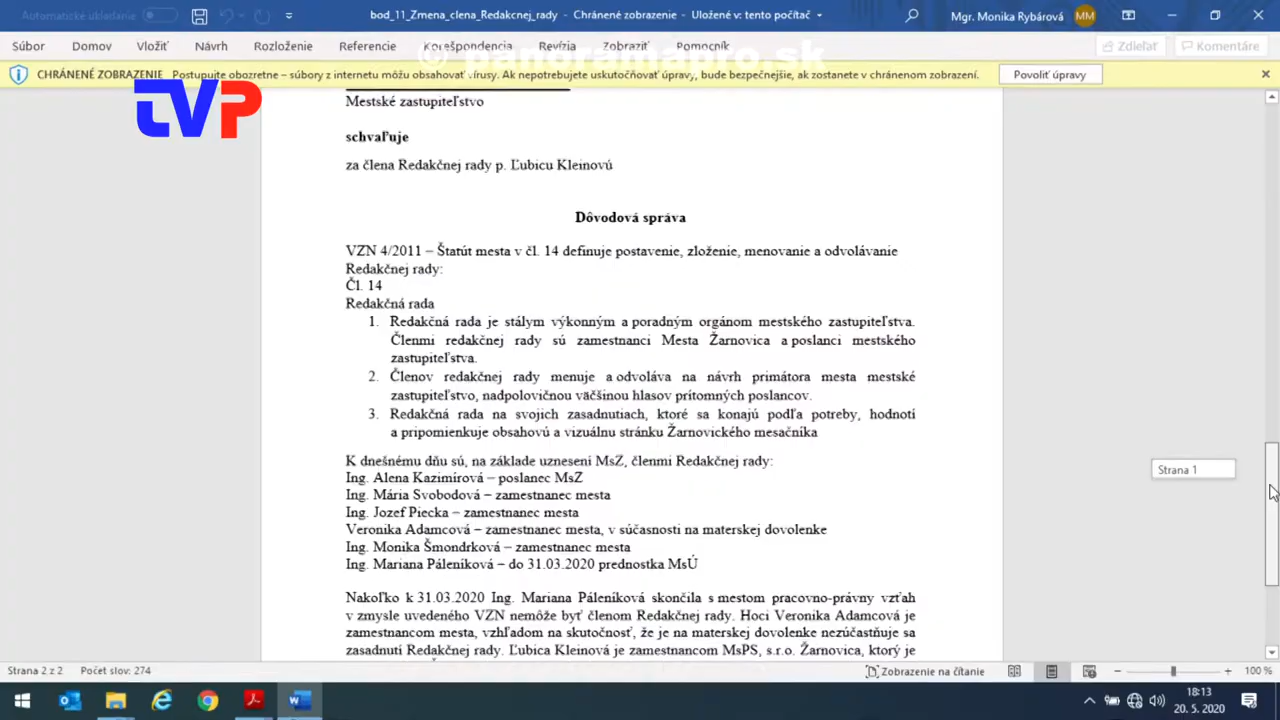 Automatické ukladanie
bod_11_Zmena_clena_Redakcnej_rady - Chránené zobrazenie - Uložené v: tento počítač
Mgr. Monika Rybárová
MM
Súbor Domov Vložiť Návrh Rozloženie Referencie Korešpondencia Revízia Zobraziť Pomocník
Zdieľať Komentáre
© panoramapro.sk
CHRÁNENÉ ZOBRAZENIE Postupujte obozretne – súbory z internetu môžu obsahovať vírusy. Ak nepotrebujete uskutočňovať úpravy, bude bezpečnejšie, ak zostanete v chránenom zobrazení.
Povoliť úpravy
TVP
Mestské zastupiteľstvo
schvaľuje
za člena Redakčnej rady p. Ľubicu Kleinovú
Dôvodová správa
VZN 4/2011 – Štatút mesta v čl. 14 definuje postavenie, zloženie, menovanie a odvolávanie
Redakčnej rady:
Čl. 14
Redakčná rada
1. Redakčná rada je stálym výkonným a poradným orgánom mestského zastupiteľstva.
Členmi redakčnej rady sú zamestnanci Mesta Žarnovica a poslanci mestského
zastupiteľstva.
2. Členov redakčnej rady menuje a odvoláva na návrh primátora mesta mestské
zastupiteľstvo, nadpolovičnou väčšinou hlasov prítomných poslancov.
3. Redakčná rada na svojich zasadnutiach, ktoré sa konajú podľa potreby, hodnotí
a pripomienkuje obsahovú a vizuálnu stránku Žarnovického mesačníka
K dnešnému dňu sú, na základe uznesení MsZ, členmi Redakčnej rady:
Ing. Alena Kazimírová – poslanec MsZ
Ing. Mária Svobodová – zamestnanec mesta
Ing. Jozef Piecka – zamestnanec mesta
Veronika Adamcová – zamestnanec mesta, v súčasnosti na materskej dovolenke
Ing. Monika Šmondrková – zamestnanec mesta
Ing. Mariana Páleníková – do 31.03.2020 prednostka MsÚ
Nakoľko k 31.03.2020 Ing. Mariana Páleníková skončila s mestom pracovno-právny vzťah
v zmysle uvedeného VZN nemôže byť členom Redakčnej rady. Hoci Veronika Adamcová je
zamestnancom mesta, vzhľadom na skutočnosť, že je na materskej dovolenke nezúčastňuje sa
zasadnutí Redakčnej rady. Ľubica Kleinová je zamestnancom MsPS, s.r.o. Žarnovica, ktorý je
Strana 1
Strana 2 z 2 Počet slov: 274
Zobrazenie na čítanie
100 %
18:13
20. 5. 2020